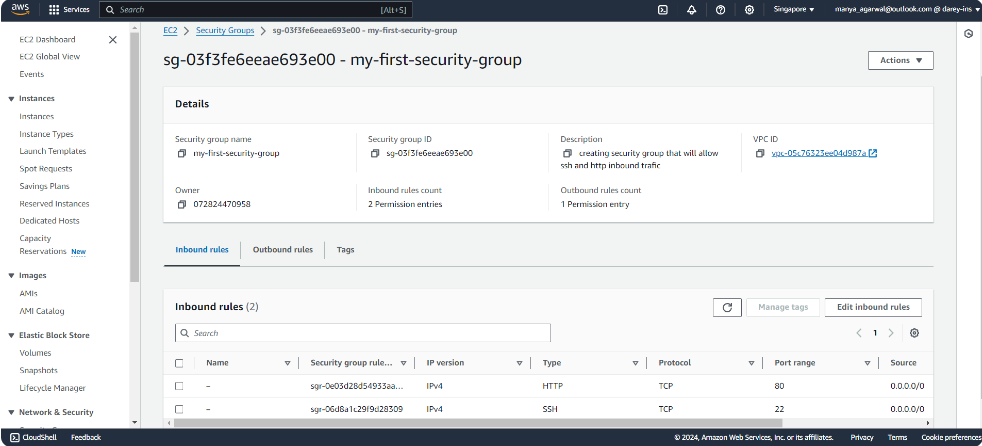 aws Services Search [Alt+S] Singapore manya_agarwal@outlook.com @ darey-ins
EC2 Dashboard
EC2 Global View
Events
Instances
Instances
Instance Types
Launch Templates
Spot Requests
Savings Plans
Reserved Instances
Dedicated Hosts
Capacity
Reservations New
Images
AMIs
AMI Catalog
Elastic Block Store
Volumes
Snapshots
Lifecycle Manager
Network & Security
EC2 > Security Groups > sg-03f3fe6eeae693e00 - my-first-security-group
sg-03f3fe6eeae693e00 - my-first-security-group
Actions
Details
Security group name
my-first-security-group
Security group ID
sg-03f3fe6eeae693e00
Description
creating security group that will allow
ssh and http inbound trafic
VPC ID
vpc-05c76323ee04d987a
Owner
072824470958
Inbound rules count
2 Permission entries
Outbound rules count
1 Permission entry
Inbound rules Outbound rules Tags
Inbound rules (2)
Manage tags Edit inbound rules
Search
1
Name Security group rule... IP version Type Protocol Port range Source
– sgr-0e03d28d54933aa... IPv4 HTTP TCP 80 0.0.0.0/0
– sgr-06d8a1c29f9d28309 IPv4 SSH TCP 22 0.0.0.0/0
CloudShell Feedback © 2024, Amazon Web Services, Inc. or its affiliates. Privacy Terms Cookie preferences